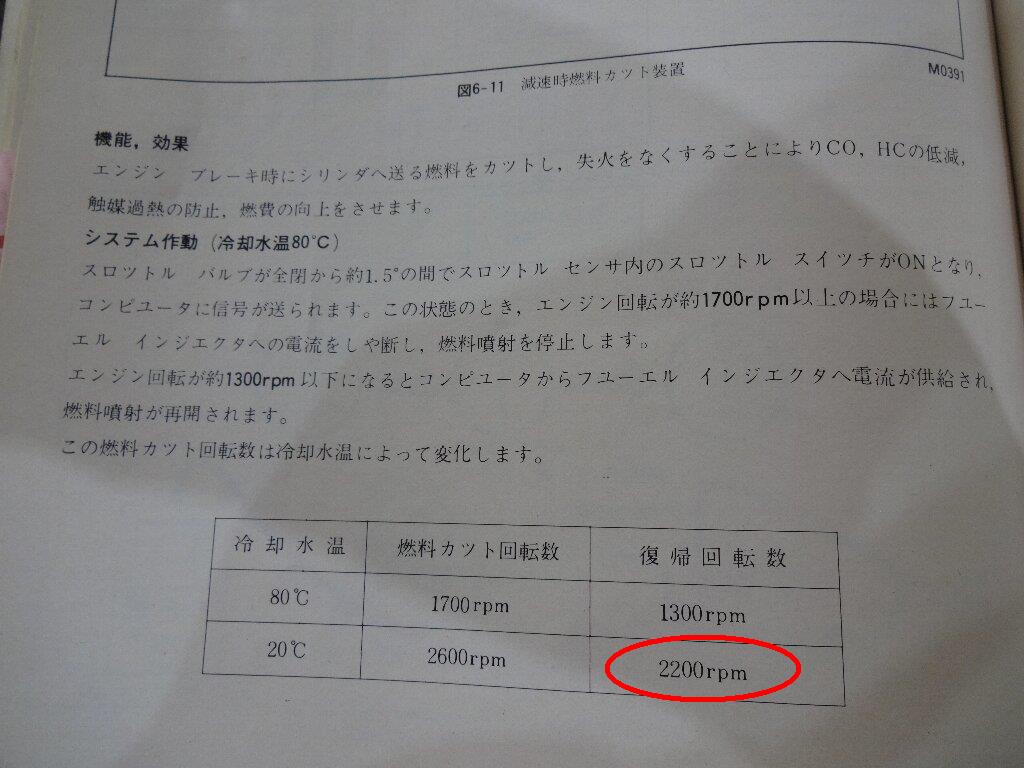 図6-11 減速時燃料カツト装置
M0391
機能，効果
エンジン ブレーキ時にシリンダへ送る燃料をカツトし，失火をなくすることによりCO，HCの低減，
触媒過熱の防止，燃費の向上をさせます。
システム作動（冷却水温80℃）
スロツトル バルブが全閉から約1.5°の間でスロツトル センサ内のスロツトル スイツチがONとなり，
コンピユータに信号が送られます。この状態のとき，エンジン回転が約1700rpm以上の場合にはフユー
エル インジエクタへの電流をしや断し，燃料噴射を停止します。
エンジン回転が約1300rpm以下になるとコンピユータからフユーエル インジエクタへ電流が供給され，
燃料噴射が再開されます。
この燃料カツト回転数は冷却水温によって変化します。
冷却水温 燃料カツト回転数 復帰回転数
80℃ 1700rpm 1300rpm
20℃ 2600rpm 2200rpm